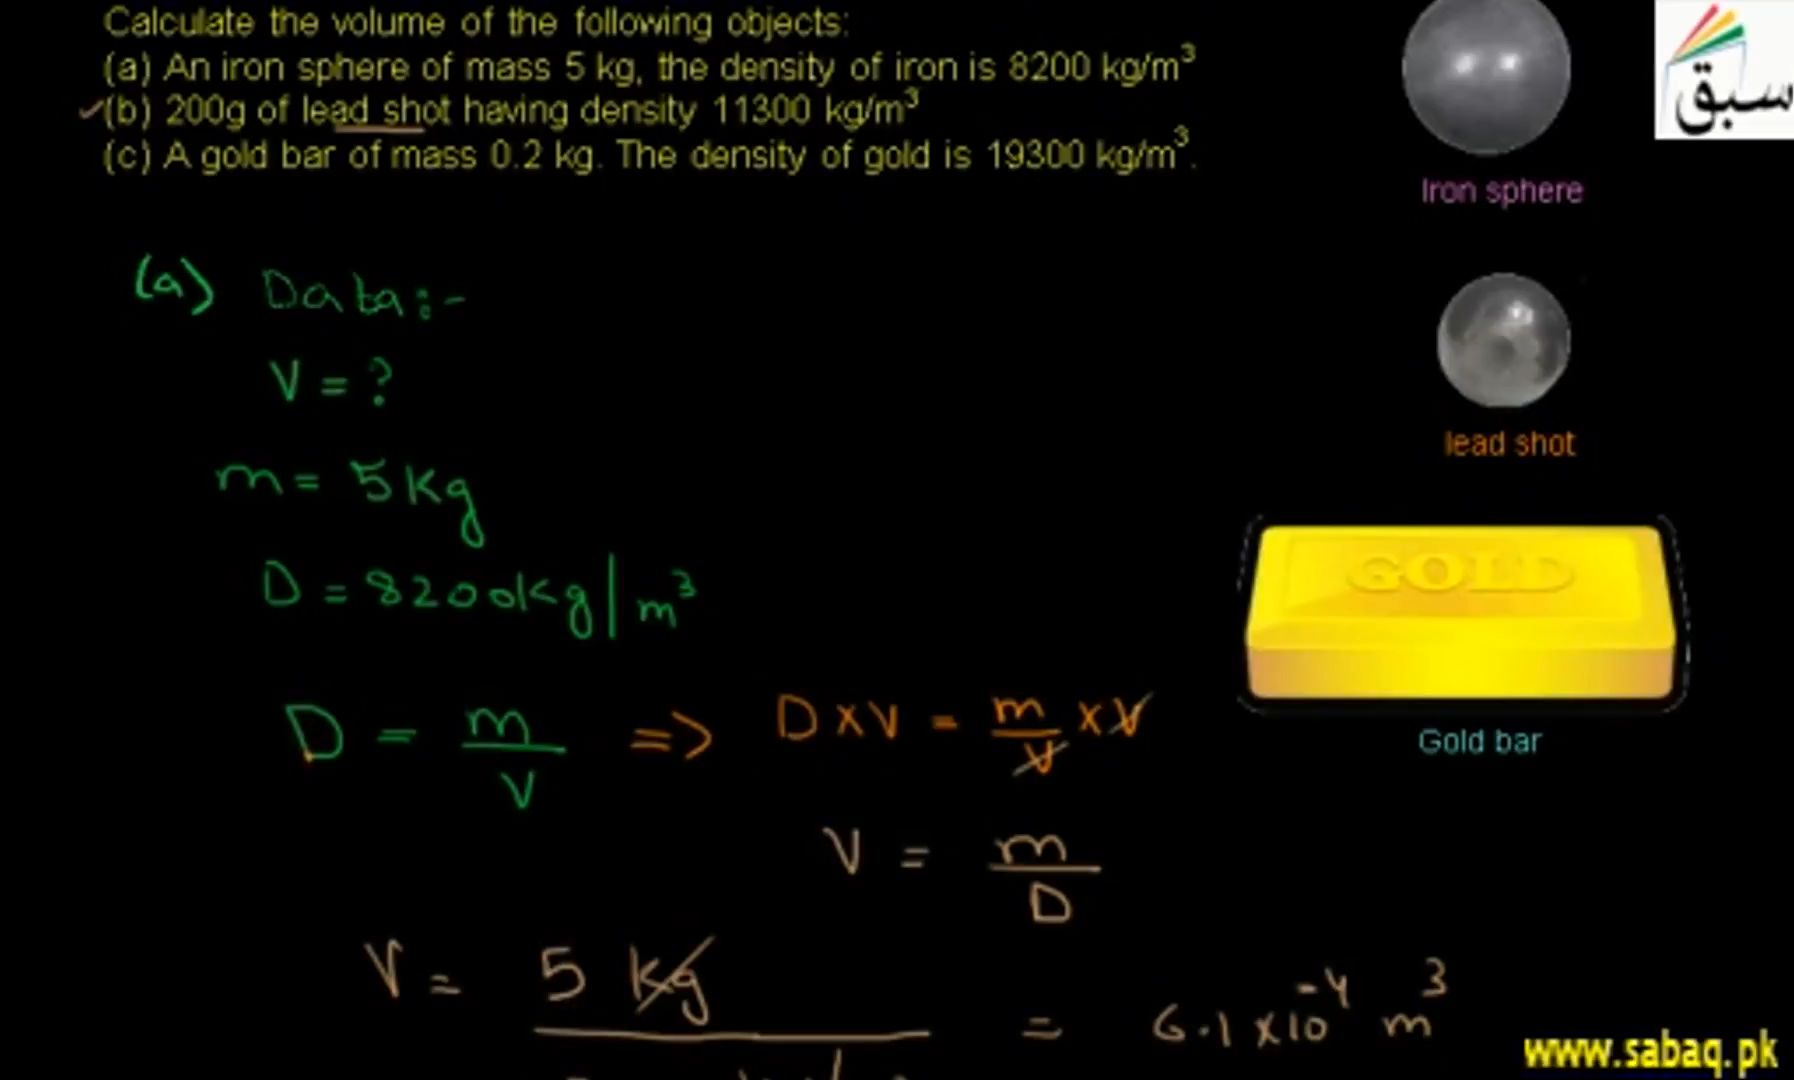 Calculate the volume of the following objects:
(a) An iron sphere of mass 5 kg, the density of iron is 8200 kg/m³
(b) 200g of lead shot having density 11300 kg/m³
(c) A gold bar of mass 0.2 kg. The density of gold is 19300 kg/m³.
سبق
Iron sphere
(a) Data:-
V = ?
lead shot
m = 5 Kg
GOLD
D = 8200 Kg/m³
Gold bar
D = m/V => D x V = m/V x V
V = m/D
V = 5 Kg = 6.1 x 10⁻⁴ m³
www.sabaq.pk